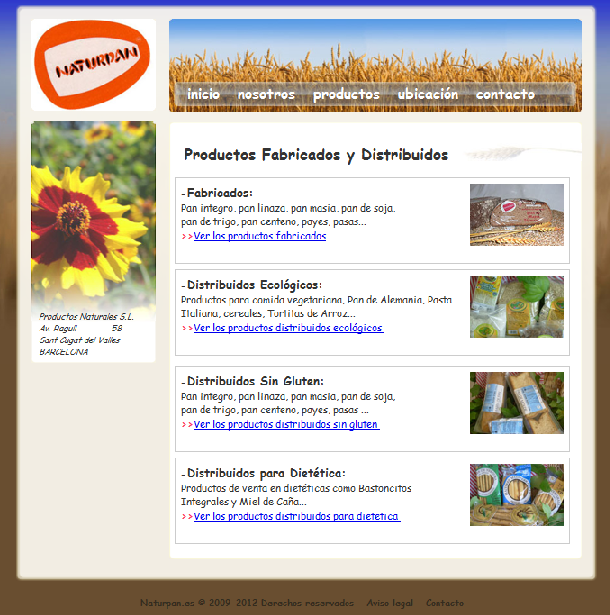 NATURPAN
inicio nosotros productos ubicación contacto
Productos Fabricados y Distribuidos
- Fabricados:
Pan integro, pan linaza, pan masia, pan de soja,
pan de trigo, pan centeno, payes, pasas...
>>Ver los productos fabricados
- Distribuidos Ecológicos:
Productos para comida vegetariana, Pan de Alemania, Pasta
Italiana, cereales, Tortitas de Arroz...
>>Ver los productos distribuidos ecológicos
- Distribuidos Sin Gluten:
Pan integro, pan linaza, pan masia, pan de soja,
pan de trigo, pan centeno, payes, pasas ...
>>Ver los productos distribuidos sin gluten
- Distribuidos para Dietética:
Productos de venta en dietéticas como Bastoncitos
Integrales y Miel de Caña...
>>Ver los productos distribuidos para dietetica
Productos Naturales S.L.
Av. Ragull 58
Sant Cugat del Valles
BARCELONA
Naturpan.es © 2009-2012 Derechos reservados Aviso legal Contacto